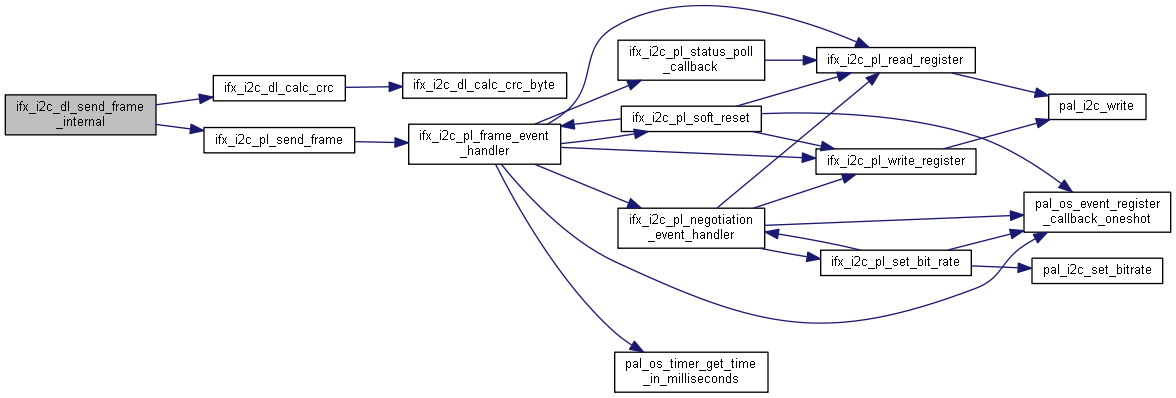 ifx_i2c_dl_send_frame
_internal
ifx_i2c_dl_calc_crc
ifx_i2c_pl_send_frame
ifx_i2c_dl_calc_crc_byte
ifx_i2c_pl_frame_event
_handler
ifx_i2c_pl_status_poll
_callback
ifx_i2c_pl_soft_reset
ifx_i2c_pl_negotiation
_event_handler
pal_os_timer_get_time
_in_milliseconds
ifx_i2c_pl_read_register
ifx_i2c_pl_write_register
ifx_i2c_pl_set_bit_rate
pal_i2c_write
pal_os_event_register
_callback_oneshot
pal_i2c_set_bitrate